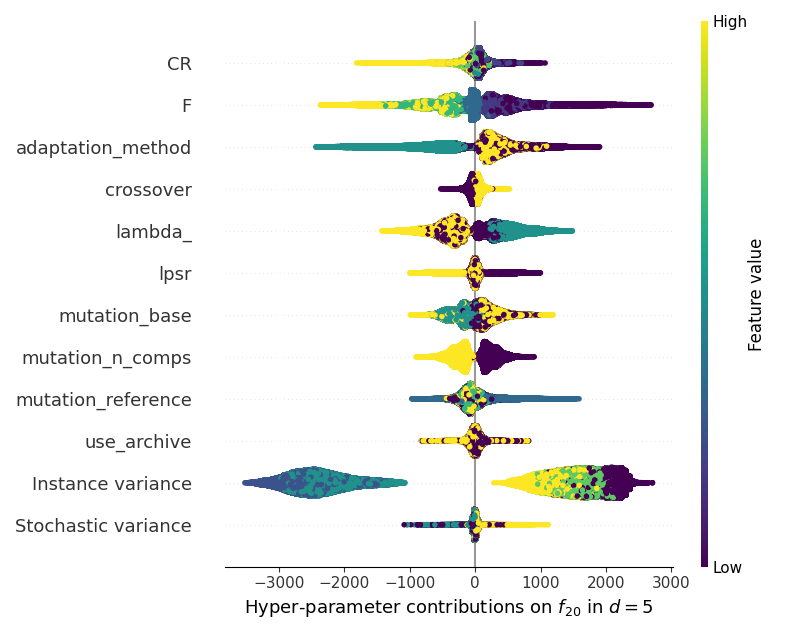 High
CR
F
adaptation_method
crossover
lambda_
lpsr
mutation_base
mutation_n_comps
mutation_reference
use_archive
Instance variance
Stochastic variance
Feature value
Low
−3000 −2000 −1000 0 1000 2000 3000
Hyper-parameter contributions on f₂₀ in d = 5